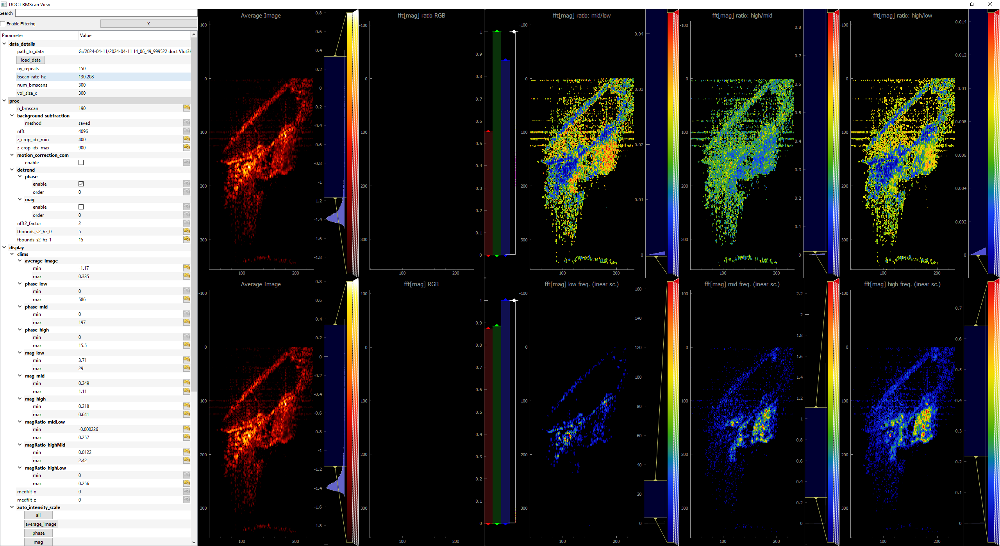 DOCT BMScan View
Search
Enable Filtering X
Parameter Value
data_details
path_to_data G:/2024-04-11/2024-04-11 14_06_49_999522 doct Vlut3l
load_data
ny_repeats 150
bscan_rate_hz 130.208
num_bmscans 300
vol_size_x 300
proc
n_bmscan 190
background_subtraction
method saved
nfft 4096
z_crop_idx_min 400
z_crop_idx_max 900
motion_correction_com
enable
detrend
phase
enable
order 0
mag
enable
order 0
nfft2_factor 2
fbounds_s2_hz_0 5
fbounds_s2_hz_1 15
display
clims
average_image
min -1.17
max 0.335
phase_low
min 0
max 586
phase_mid
min 0
max 197
phase_high
min 0
max 15.5
mag_low
min 3.71
max 29
mag_mid
min 0.249
max 1.11
mag_high
min 0.218
max 0.641
magRatio_midLow
min -0.000226
max 0.257
magRatio_highMid
min 0.0122
max 2.42
magRatio_highLow
min 0
max 0.256
medfilt_x 0
medfilt_z 0
auto_intensity_scale
all
average_image
phase
mag
Average Image
-100
0
100
200
300
100 200
0.8
0.6
0.4
0.2
0
-0.2
-0.4
-0.6
-0.8
-1
-1.2
-1.4
-1.6
-1.8
fft[mag] ratio RGB
-100
0
100
200
300
100 200
1
0.9
0.8
0.7
0.6
0.5
0.4
0.3
0.2
0.1
0
fft[mag] ratio: mid/low
-100
0
100
200
300
100 200
0.04
0.03
0.02
0.01
0
fft[mag] ratio: high/mid
-100
0
100
200
300
100 200
0.8
0.7
0.6
0.5
0.4
0.3
0.2
0.1
0
fft[mag] ratio: high/low
-100
0
100
200
300
100 200
0.014
0.012
0.01
0.008
0.006
0.004
0.002
0
Average Image
-100
0
100
200
300
100 200
0.8
0.6
0.4
0.2
0
-0.2
-0.4
-0.6
-0.8
-1
-1.2
-1.4
-1.6
-1.8
fft[mag] RGB
-100
0
100
200
300
100 200
1
0.9
0.8
0.7
0.6
0.5
0.4
0.3
0.2
0.1
0
fft[mag] low freq. (linear sc.)
-100
0
100
200
300
100 200
160
140
120
100
80
60
40
20
0
fft[mag] mid freq. (linear sc.)
-100
0
100
200
300
100 200
2.2
2
1.8
1.6
1.4
1.2
1
0.8
0.6
0.4
0.2
0
fft[mag] high freq. (linear sc.)
-100
0
100
200
300
100 200
0.7
0.6
0.5
0.4
0.3
0.2
0.1
0